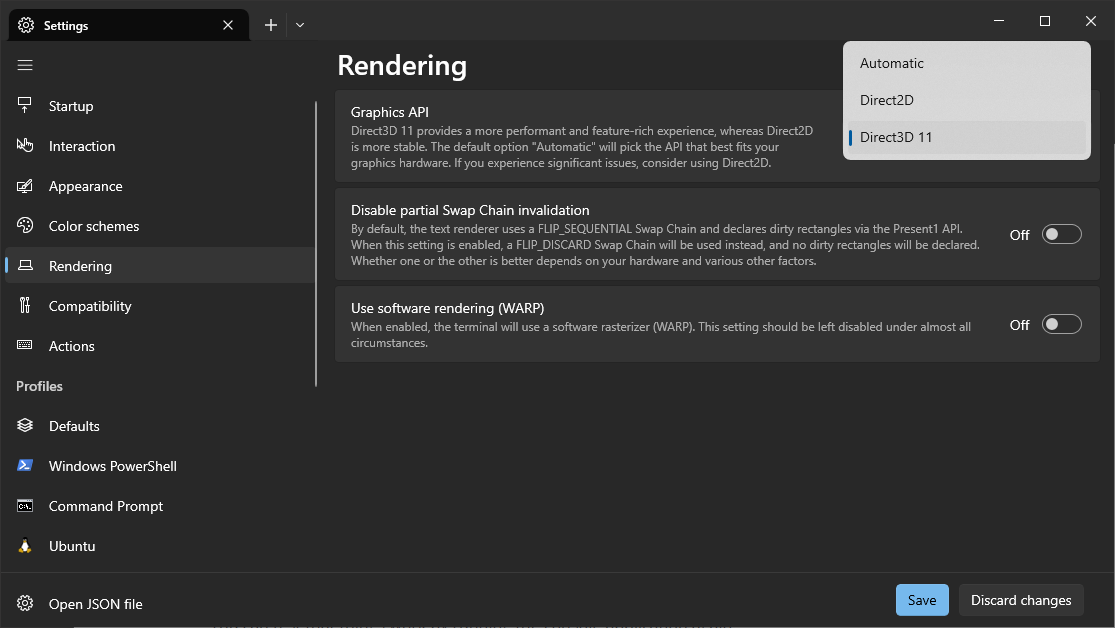 Settings
Rendering
Automatic
Direct2D
Direct3D 11
Startup
Interaction
Appearance
Color schemes
Rendering
Compatibility
Actions
Profiles
Defaults
Windows PowerShell
Command Prompt
Ubuntu
Open JSON file
Graphics API
Direct3D 11 provides a more performant and feature-rich experience, whereas Direct2D
is more stable. The default option "Automatic" will pick the API that best fits your
graphics hardware. If you experience significant issues, consider using Direct2D.
Disable partial Swap Chain invalidation
By default, the text renderer uses a FLIP_SEQUENTIAL Swap Chain and declares dirty rectangles via the Present1 API.
When this setting is enabled, a FLIP_DISCARD Swap Chain will be used instead, and no dirty rectangles will be declared.
Whether one or the other is better depends on your hardware and various other factors.
Off
Use software rendering (WARP)
When enabled, the terminal will use a software rasterizer (WARP). This setting should be left disabled under almost all
circumstances.
Off
Save
Discard changes